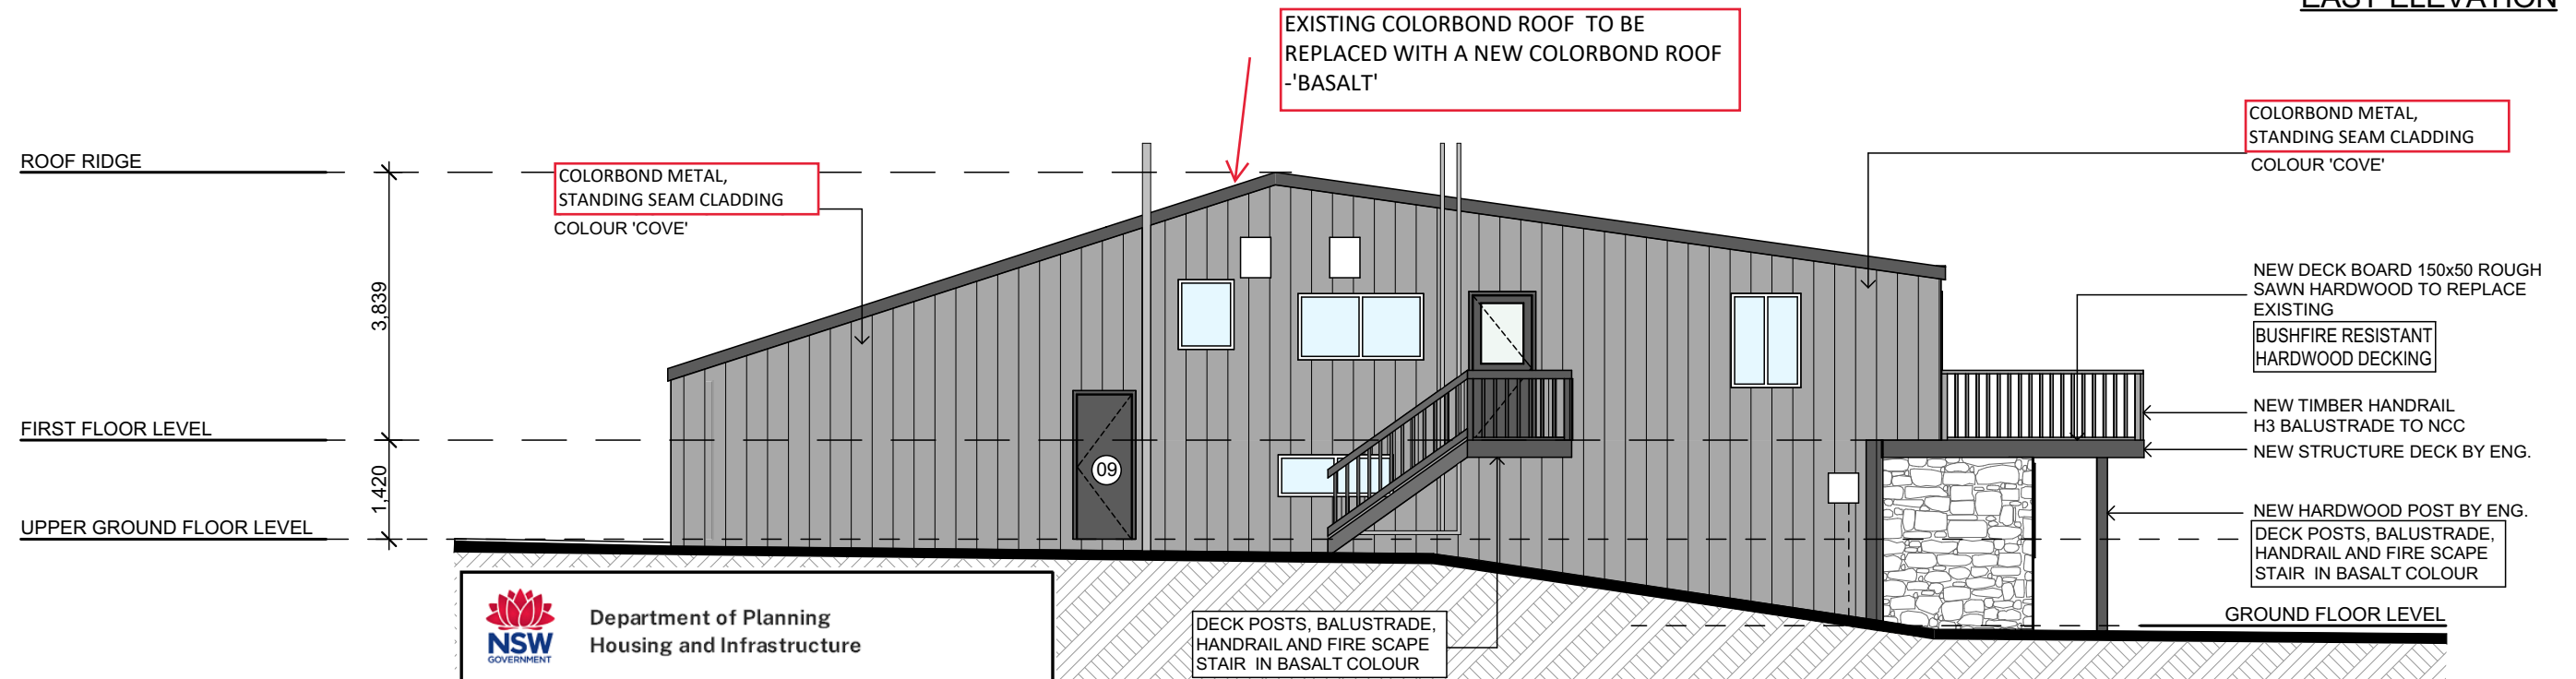 EAST ELEVATION
EXISTING COLORBOND ROOF TO BE
REPLACED WITH A NEW COLORBOND ROOF
-'BASALT'
COLORBOND METAL,
STANDING SEAM CLADDING
COLOUR 'COVE'
ROOF RIDGE
COLORBOND METAL,
STANDING SEAM CLADDING
COLOUR 'COVE'
3,839
NEW DECK BOARD 150x50 ROUGH
SAWN HARDWOOD TO REPLACE
EXISTING
BUSHFIRE RESISTANT
HARDWOOD DECKING
NEW TIMBER HANDRAIL
H3 BALUSTRADE TO NCC
FIRST FLOOR LEVEL
NEW STRUCTURE DECK BY ENG.
1,420
09
NEW HARDWOOD POST BY ENG.
UPPER GROUND FLOOR LEVEL
DECK POSTS, BALUSTRADE,
HANDRAIL AND FIRE SCAPE
STAIR IN BASALT COLOUR
GROUND FLOOR LEVEL
DECK POSTS, BALUSTRADE,
HANDRAIL AND FIRE SCAPE
STAIR IN BASALT COLOUR
NSW
GOVERNMENT
Department of Planning
Housing and Infrastructure